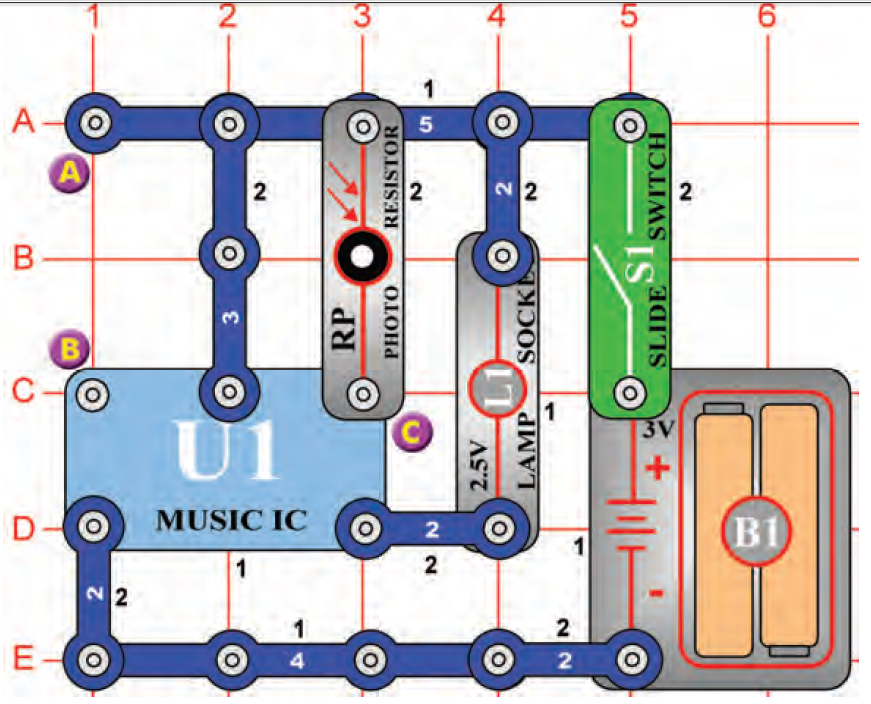 1 2 3 4 5 6
A
1
5
A
2
2
2
2
2
RESISTOR
PHOTO
RP
SLIDE SWITCH
S1
B
3
B
C
U1
MUSIC IC
C
L1
2.5V
LAMP SOCKE
1
3V
+
-
B1
D
2
2
1
1
2
2
E
1
4
2
2